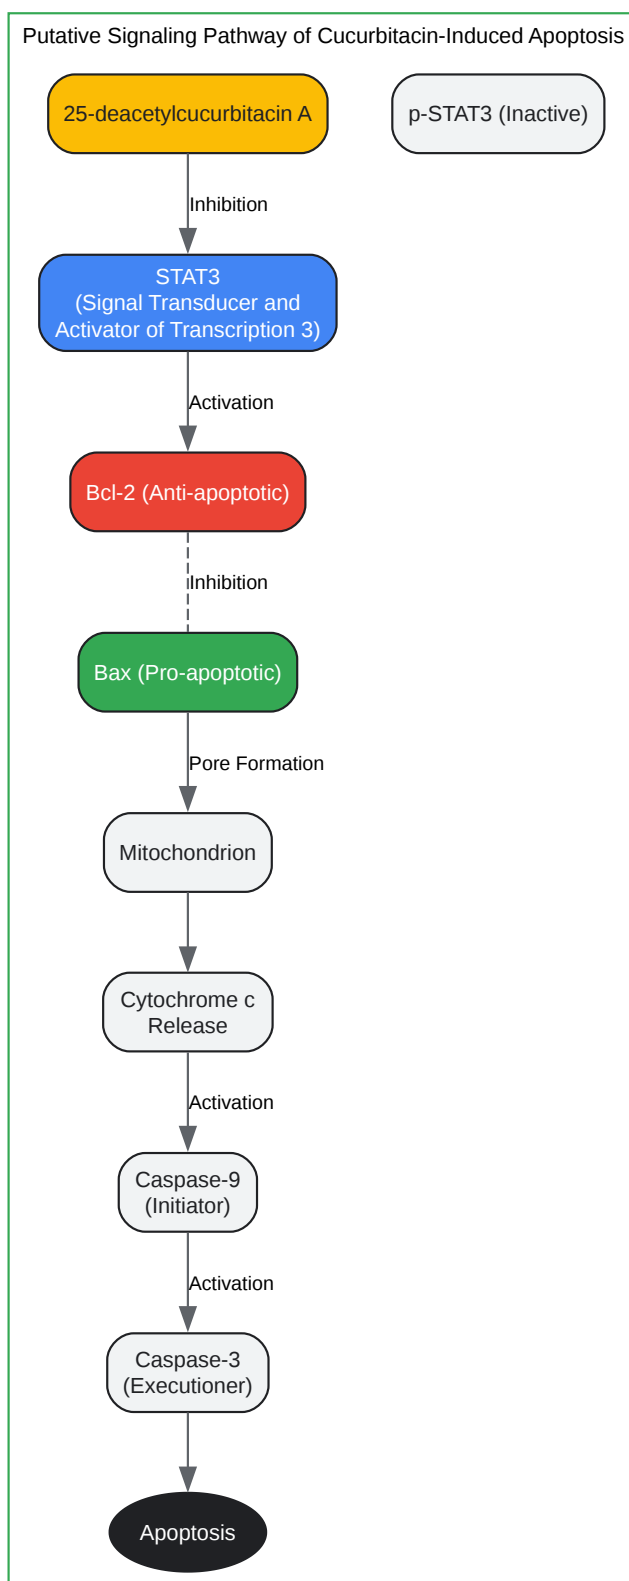 Putative Signaling Pathway of Cucurbitacin-Induced Apoptosis
25-deacetylcucurbitacin A
p-STAT3 (Inactive)
Inhibition
STAT3
(Signal Transducer and
Activator of Transcription 3)
Activation
Bcl-2 (Anti-apoptotic)
Inhibition
Bax (Pro-apoptotic)
Pore Formation
Mitochondrion
Cytochrome c
Release
Activation
Caspase-9
(Initiator)
Activation
Caspase-3
(Executioner)
Apoptosis